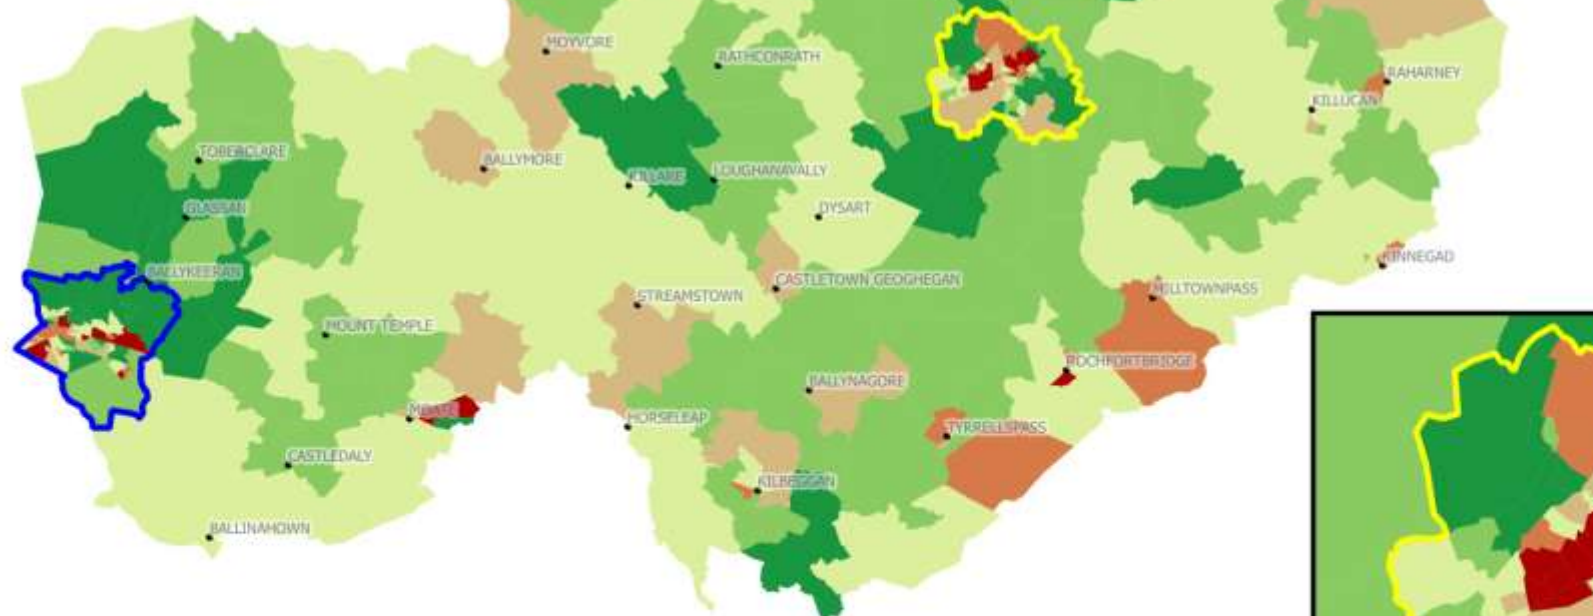 MOYVORE
RATHCONRATH
RAHARNEY
KILLUCAN
TOBERCLARE
BALLYMORE
KILLARE
LOUGHANAVALLY
GLASSAN
DYSART
KINNEGAD
BALLYKEERAN
CASTLETOWN GEOGHEGAN
MILLTOWNPASS
STREAMSTOWN
MOUNT TEMPLE
ROCHFORTBRIDGE
BALLYNAGORE
MOATE
HORSELEAP
TYRRELLSPASS
CASTLEDALY
KILBEGGAN
BALLINAHOWN